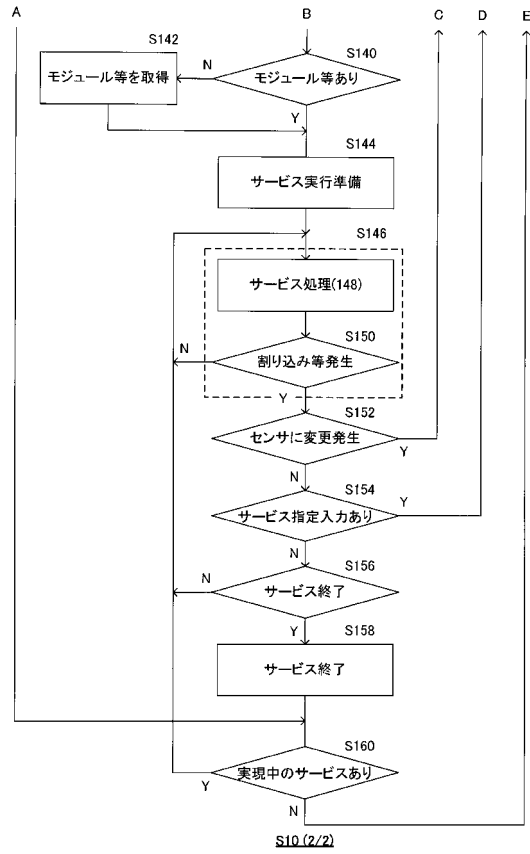 A
B
C
D
E
S142
S140
モジュール等を取得
N
モジュール等あり
Y
S144
サービス実行準備
S146
サービス処理(148)
S150
N
割り込み等発生
Y
S152
センサに変更発生
Y
N
S154
サービス指定入力あり
Y
N
S156
N
サービス終了
Y
S158
サービス終了
S160
Y
実現中のサービスあり
N
S10 (2/2)